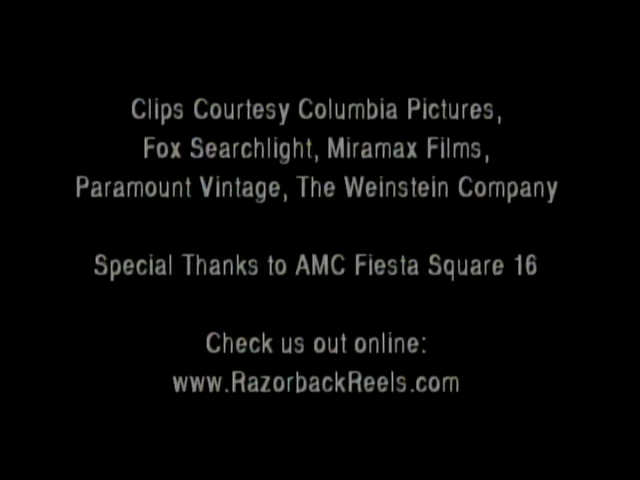 Clips Courtesy Columbia Pictures,
Fox Searchlight, Miramax Films,
Paramount Vintage, The Weinstein Company
Special Thanks to AMC Fiesta Square 16
Check us out online:
www.RazorbackReels.com